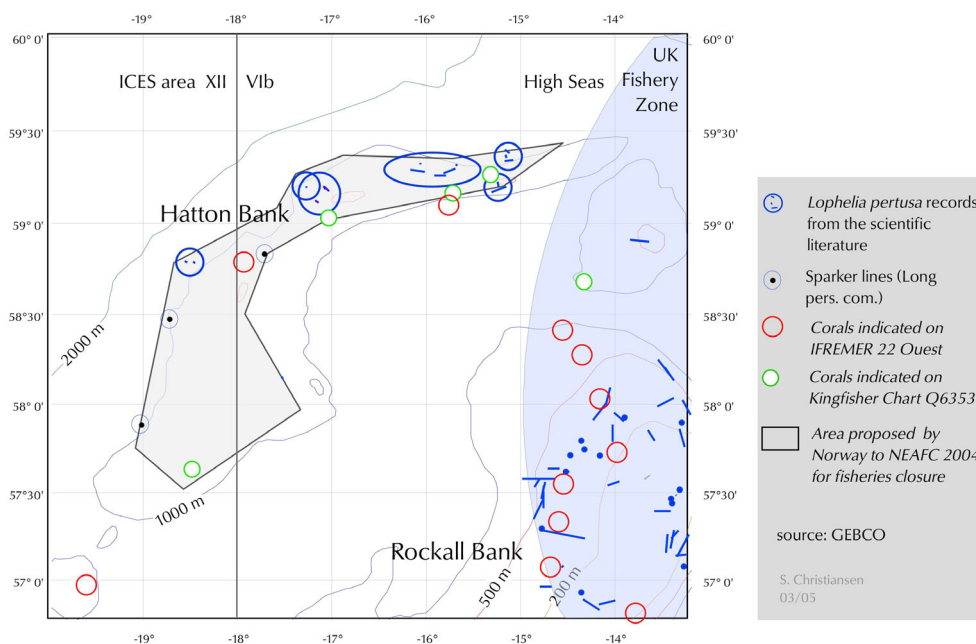 -19 -18 -17 -16 -15 -14
60° 0'
60° 0'
UK
Fishery
Zone
ICES area XII
VIb
High Seas
59°30'
59°30'
Hatton Bank
59° 0'
59° 0'
2000 m
58°30'
58°30'
58° 0'
58° 0'
57°30'
57°30'
1000 m
Rockall Bank
500 m
200 m
57° 0'
57° 0'
-19 -18 -17 -16 -15 -14
Lophelia pertusa records
from the scientific
literature
Sparker lines (Long
pers. com.)
Corals indicated on
IFREMER 22 Ouest
Corals indicated on
Kingfisher Chart Q6353
Area proposed by
Norway to NEAFC 2004
for fisheries closure
source: GEBCO
S. Christiansen
03/05